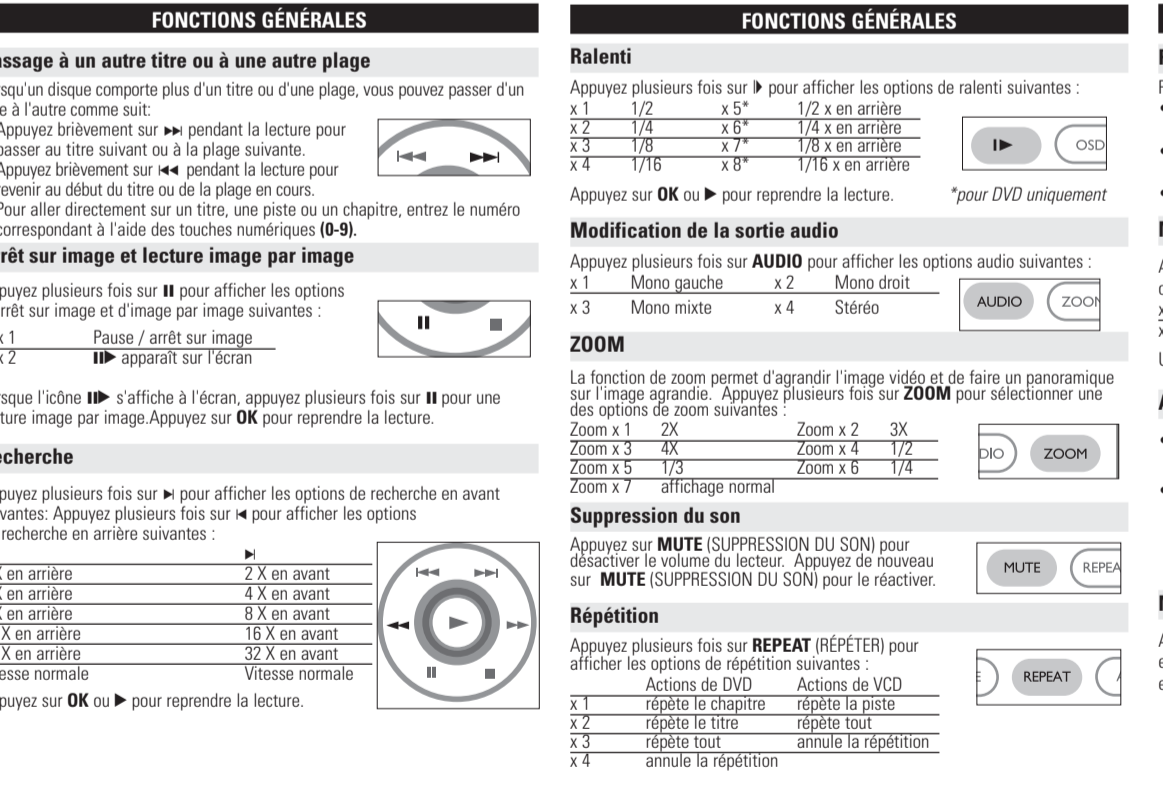 FONCTIONS GÉNÉRALES
assage à un autre titre ou à une autre plage
rsqu'un disque comporte plus d'un titre ou d'une plage, vous pouvez passer d'un
e à l'autre comme suit:
Appuyez brièvement sur ▶▶| pendant la lecture pour
passer au titre suivant ou à la plage suivante.
Appuyez brièvement sur |◀◀ pendant la lecture pour
revenir au début du titre ou de la plage en cours.
Pour aller directement sur un titre, une piste ou un chapitre, entrez le numéro
correspondant à l'aide des touches numériques (0-9).
rêt sur image et lecture image par image
puyez plusieurs fois sur II pour afficher les options
arrêt sur image et d'image par image suivantes :
x 1 Pause / arrêt sur image
x 2 II▶ apparaît sur l'écran
rsque l'icône II▶ s'affiche à l'écran, appuyez plusieurs fois sur II pour une
ture image par image.Appuyez sur OK pour reprendre la lecture.
echerche
puyez plusieurs fois sur ▶| pour afficher les options de recherche en avant
vantes: Appuyez plusieurs fois sur |◀ pour afficher les options
recherche en arrière suivantes :
▶|
X en arrière 2 X en avant
X en arrière 4 X en avant
X en arrière 8 X en avant
X en arrière 16 X en avant
X en arrière 32 X en avant
esse normale Vitesse normale
puyez sur OK ou ▶ pour reprendre la lecture.
FONCTIONS GÉNÉRALES
Ralenti
Appuyez plusieurs fois sur I▶ pour afficher les options de ralenti suivantes :
x 1 1/2 x 5* 1/2 x en arrière
x 2 1/4 x 6* 1/4 x en arrière
x 3 1/8 x 7* 1/8 x en arrière
x 4 1/16 x 8* 1/16 x en arrière
I▶ OSD
Appuyez sur OK ou ▶ pour reprendre la lecture. *pour DVD uniquement
Modification de la sortie audio
Appuyez plusieurs fois sur AUDIO pour afficher les options audio suivantes :
x 1 Mono gauche x 2 Mono droit
x 3 Mono mixte x 4 Stéréo
AUDIO ZOOM
ZOOM
La fonction de zoom permet d'agrandir l'image vidéo et de faire un panoramique
sur l'image agrandie. Appuyez plusieurs fois sur ZOOM pour sélectionner une
des options de zoom suivantes :
Zoom x 1 2X Zoom x 2 3X
Zoom x 3 4X Zoom x 4 1/2
Zoom x 5 1/3 Zoom x 6 1/4
Zoom x 7 affichage normal
DIO ZOOM
Suppression du son
Appuyez sur MUTE (SUPPRESSION DU SON) pour
désactiver le volume du lecteur. Appuyez de nouveau
sur MUTE (SUPPRESSION DU SON) pour le réactiver.
MUTE REPEA
Répétition
Appuyez plusieurs fois sur REPEAT (RÉPÉTER) pour
afficher les options de répétition suivantes :
Actions de DVD Actions de VCD
x 1 répète le chapitre répète la piste
x 2 répète le titre répète tout
x 3 répète tout annule la répétition
x 4 annule la répétition
REPEAT